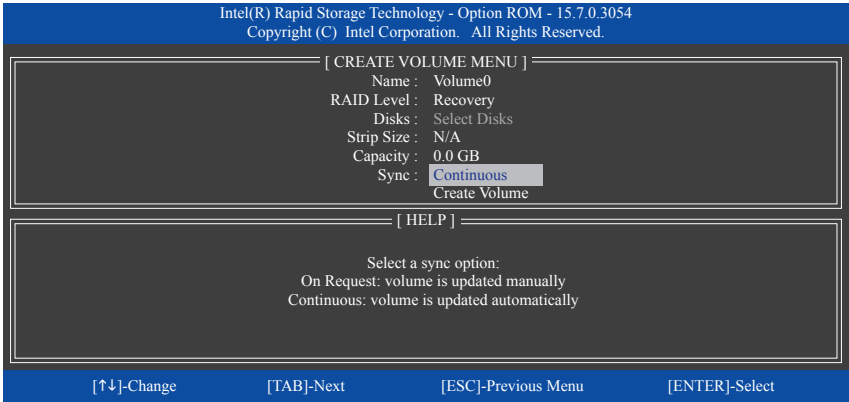 Intel(R) Rapid Storage Technology - Option ROM - 15.7.0.3054
Copyright (C) Intel Corporation. All Rights Reserved.
[ CREATE VOLUME MENU ]
Name : Volume0
RAID Level : Recovery
Disks : Select Disks
Strip Size : N/A
Capacity : 0.0 GB
Sync : Continuous
Create Volume
[ HELP ]
Select a sync option:
On Request: volume is updated manually
Continuous: volume is updated automatically
[↑↓]-Change [TAB]-Next [ESC]-Previous Menu [ENTER]-Select